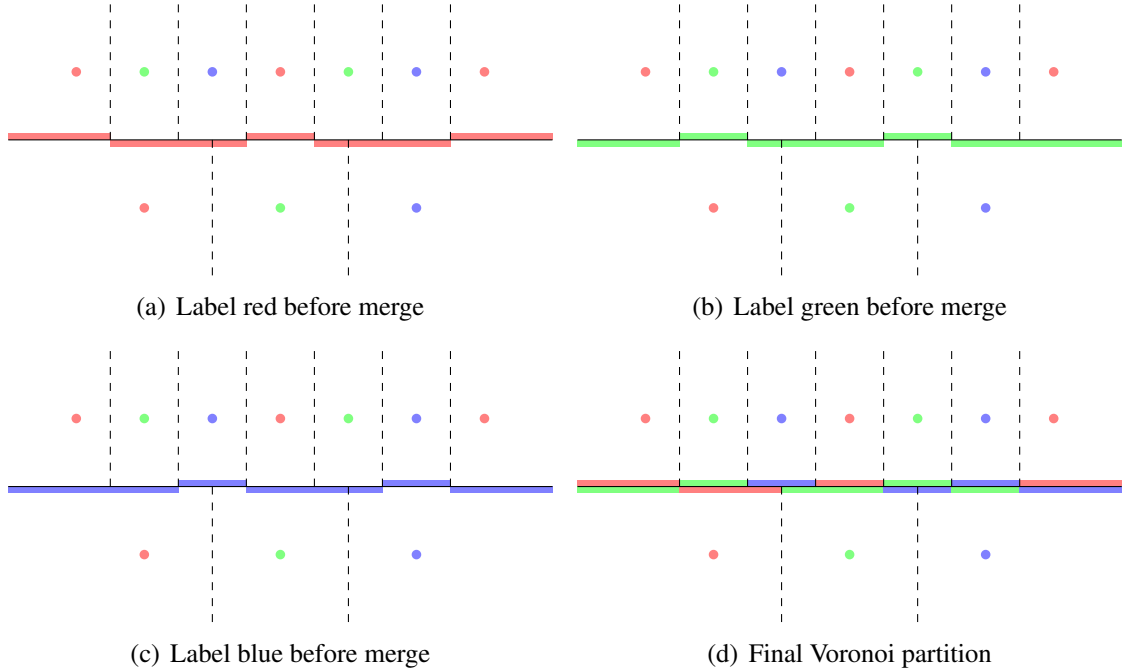 (a) Label red before merge
(b) Label green before merge
(c) Label blue before merge
(d) Final Voronoi partition